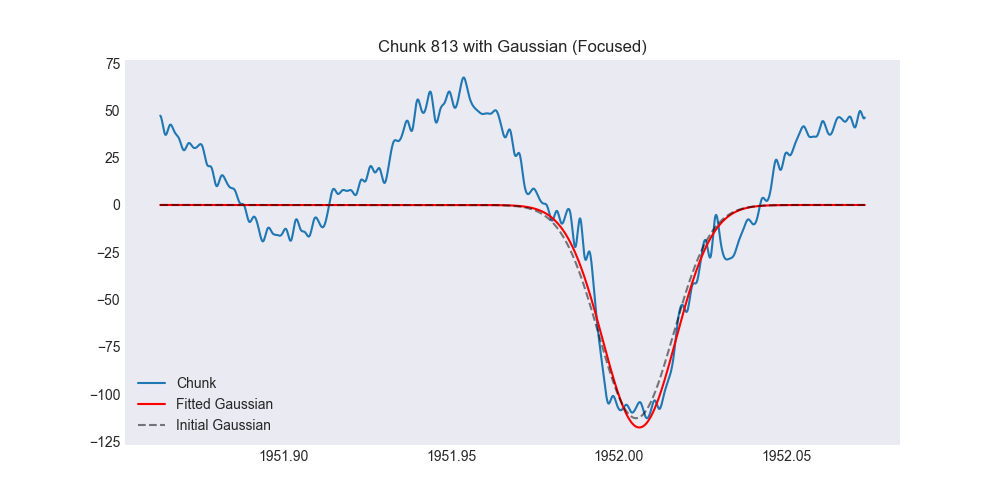 Chunk 813 with Gaussian (Focused)
75
50
25
0
−25
−50
−75
−100
−125
Chunk
Fitted Gaussian
Initial Gaussian
1951.90 1951.95 1952.00 1952.05